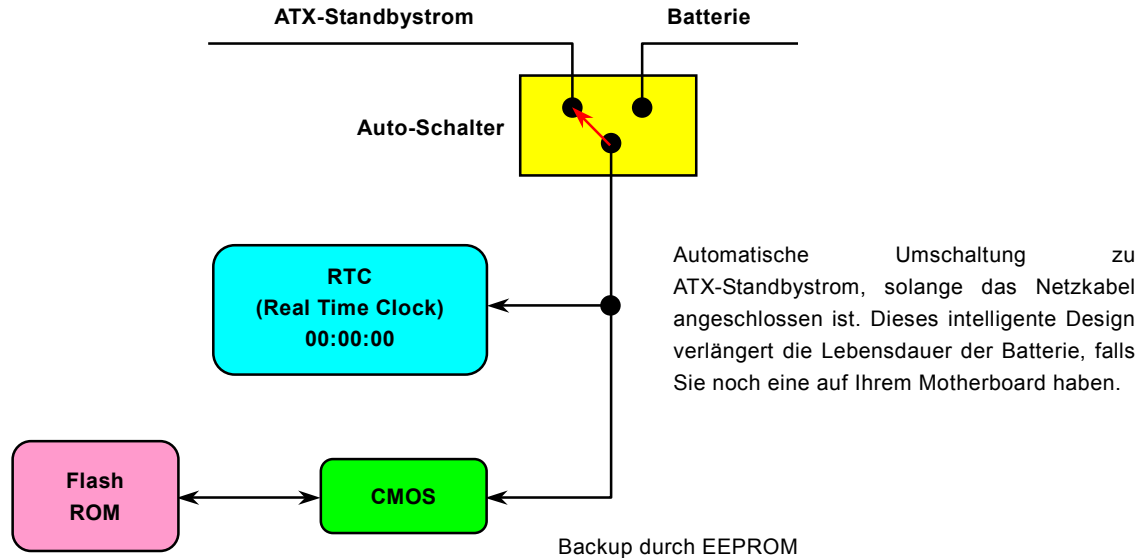 ATX-Standbystrom
Batterie
Auto-Schalter
RTC
(Real Time Clock)
00:00:00
Automatische Umschaltung zu
ATX-Standbystrom, solange das Netzkabel
angeschlossen ist. Dieses intelligente Design
verlängert die Lebensdauer der Batterie, falls
Sie noch eine auf Ihrem Motherboard haben.
Flash
ROM
CMOS
Backup durch EEPROM